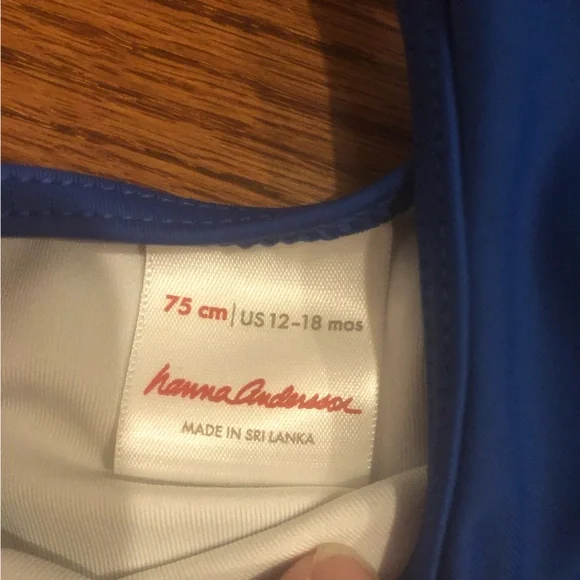 75 cm | US 12-18 mos
hanna andersson
MADE IN SRI LANKA